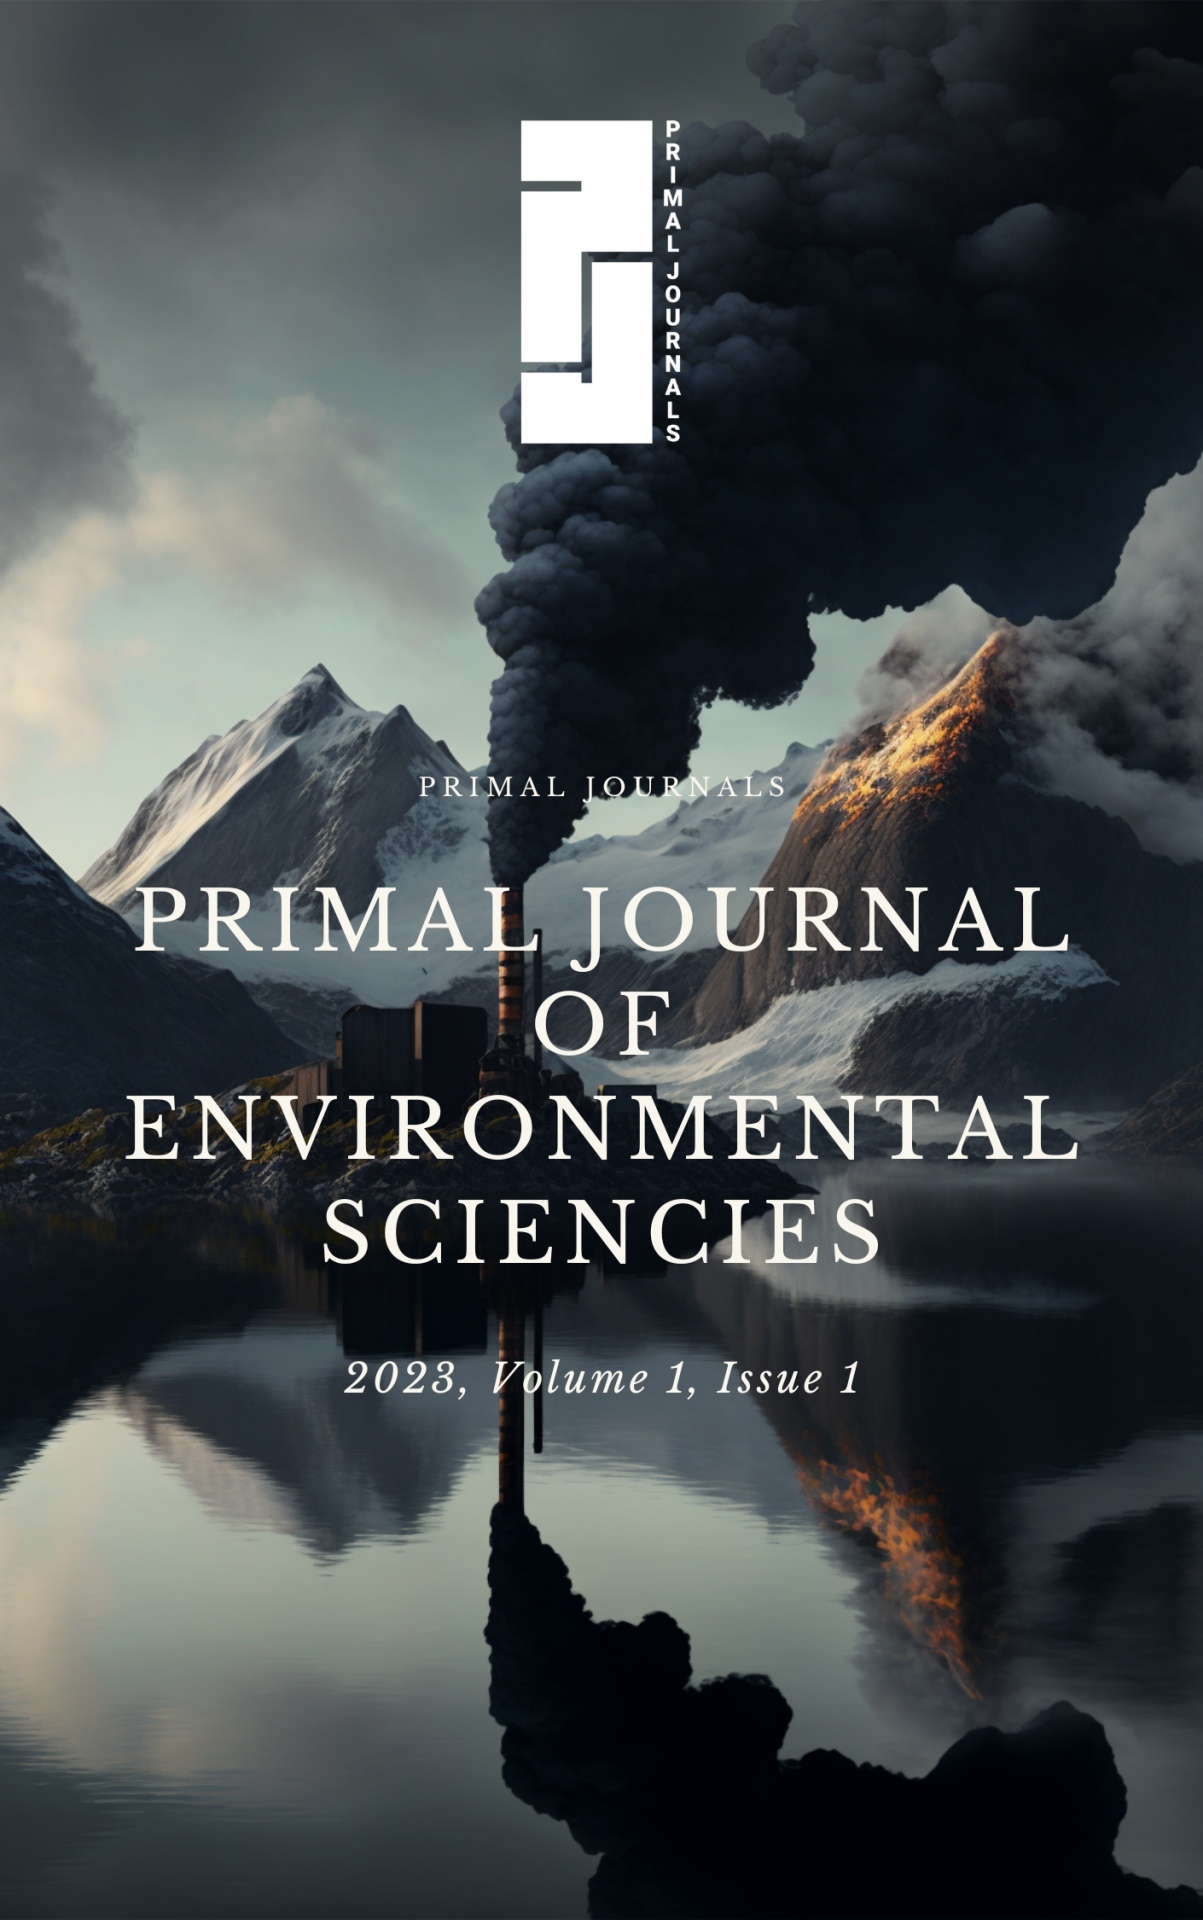 PRIMAL JOURNALS
PRIMAL JOURNALS
PRIMAL JOURNAL
OF
ENVIRONMENTAL
SCIENCIES
2023, Volume 1, Issue 1